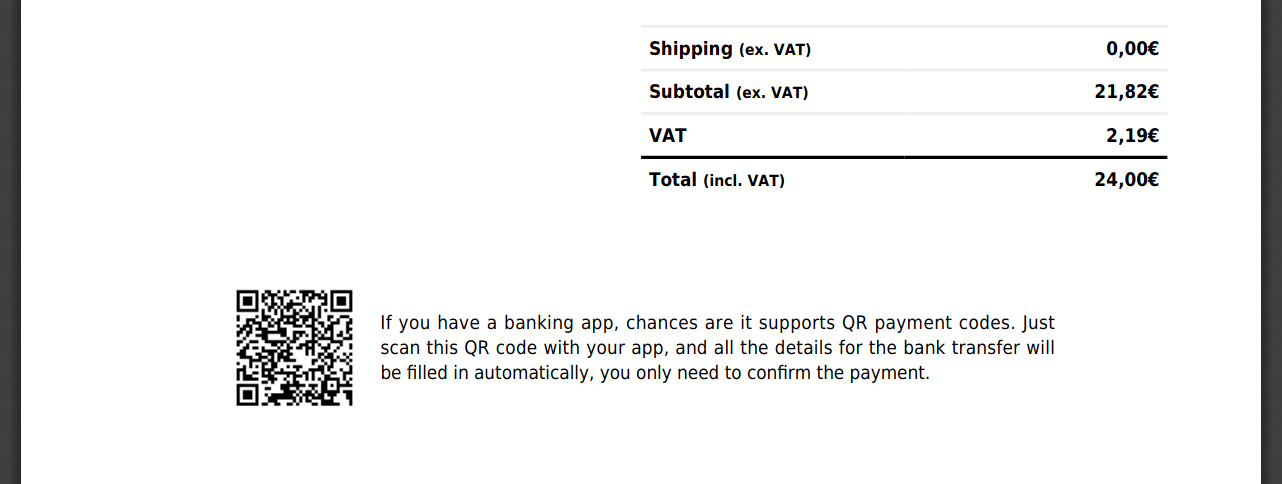 Shipping (ex. VAT) 0,00€
Subtotal (ex. VAT) 21,82€
VAT 2,19€
Total (incl. VAT) 24,00€
If you have a banking app, chances are it supports QR payment codes. Just
scan this QR code with your app, and all the details for the bank transfer will
be filled in automatically, you only need to confirm the payment.